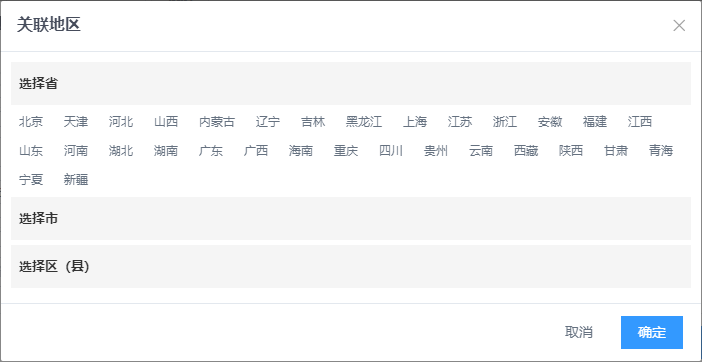 关联地区
选择省
北京 天津 河北 山西 内蒙古 辽宁 吉林 黑龙江 上海 江苏 浙江 安徽 福建 江西
山东 河南 湖北 湖南 广东 广西 海南 重庆 四川 贵州 云南 西藏 陕西 甘肃 青海
宁夏 新疆
选择市
选择区（县）
取消 确定